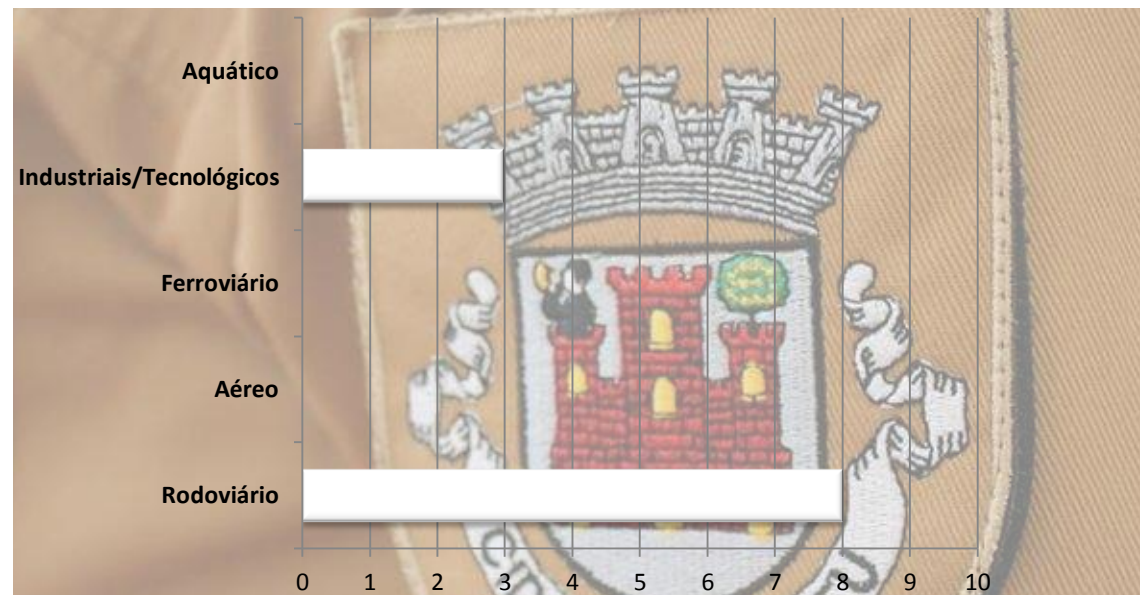 Aquático
Industriais/Tecnológicos
Ferroviário
Aéreo
Rodoviário
0 1 2 3 4 5 6 7 8 9 10